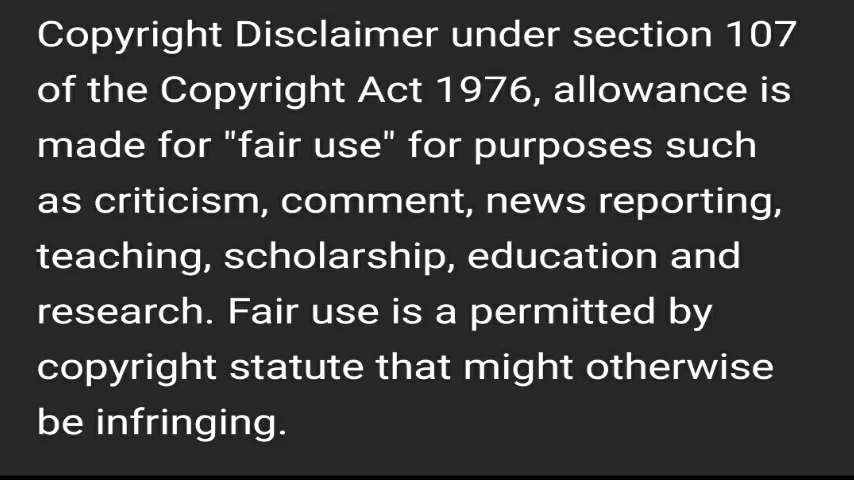 Copyright Disclaimer under section 107
of the Copyright Act 1976, allowance is
made for "fair use" for purposes such
as criticism, comment, news reporting,
teaching, scholarship, education and
research. Fair use is a permitted by
copyright statute that might otherwise
be infringing.